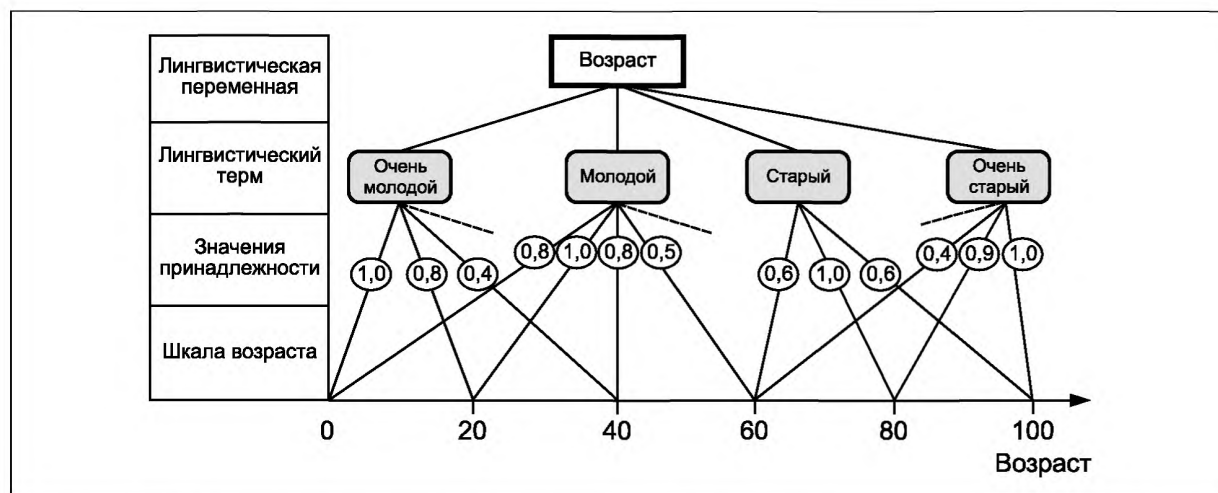 Лингвистическая
переменная
Возраст
Лингвистический
терм
Очень
молодой
Молодой
Старый
Очень
старый
Значения
принадлежности
1,0 0,8 0,4 0,8 1,0 0,8 0,5 0,6 1,0 0,6 0,4 0,9 1,0
Шкала возраста
0 20 40 60 80 100
Возраст